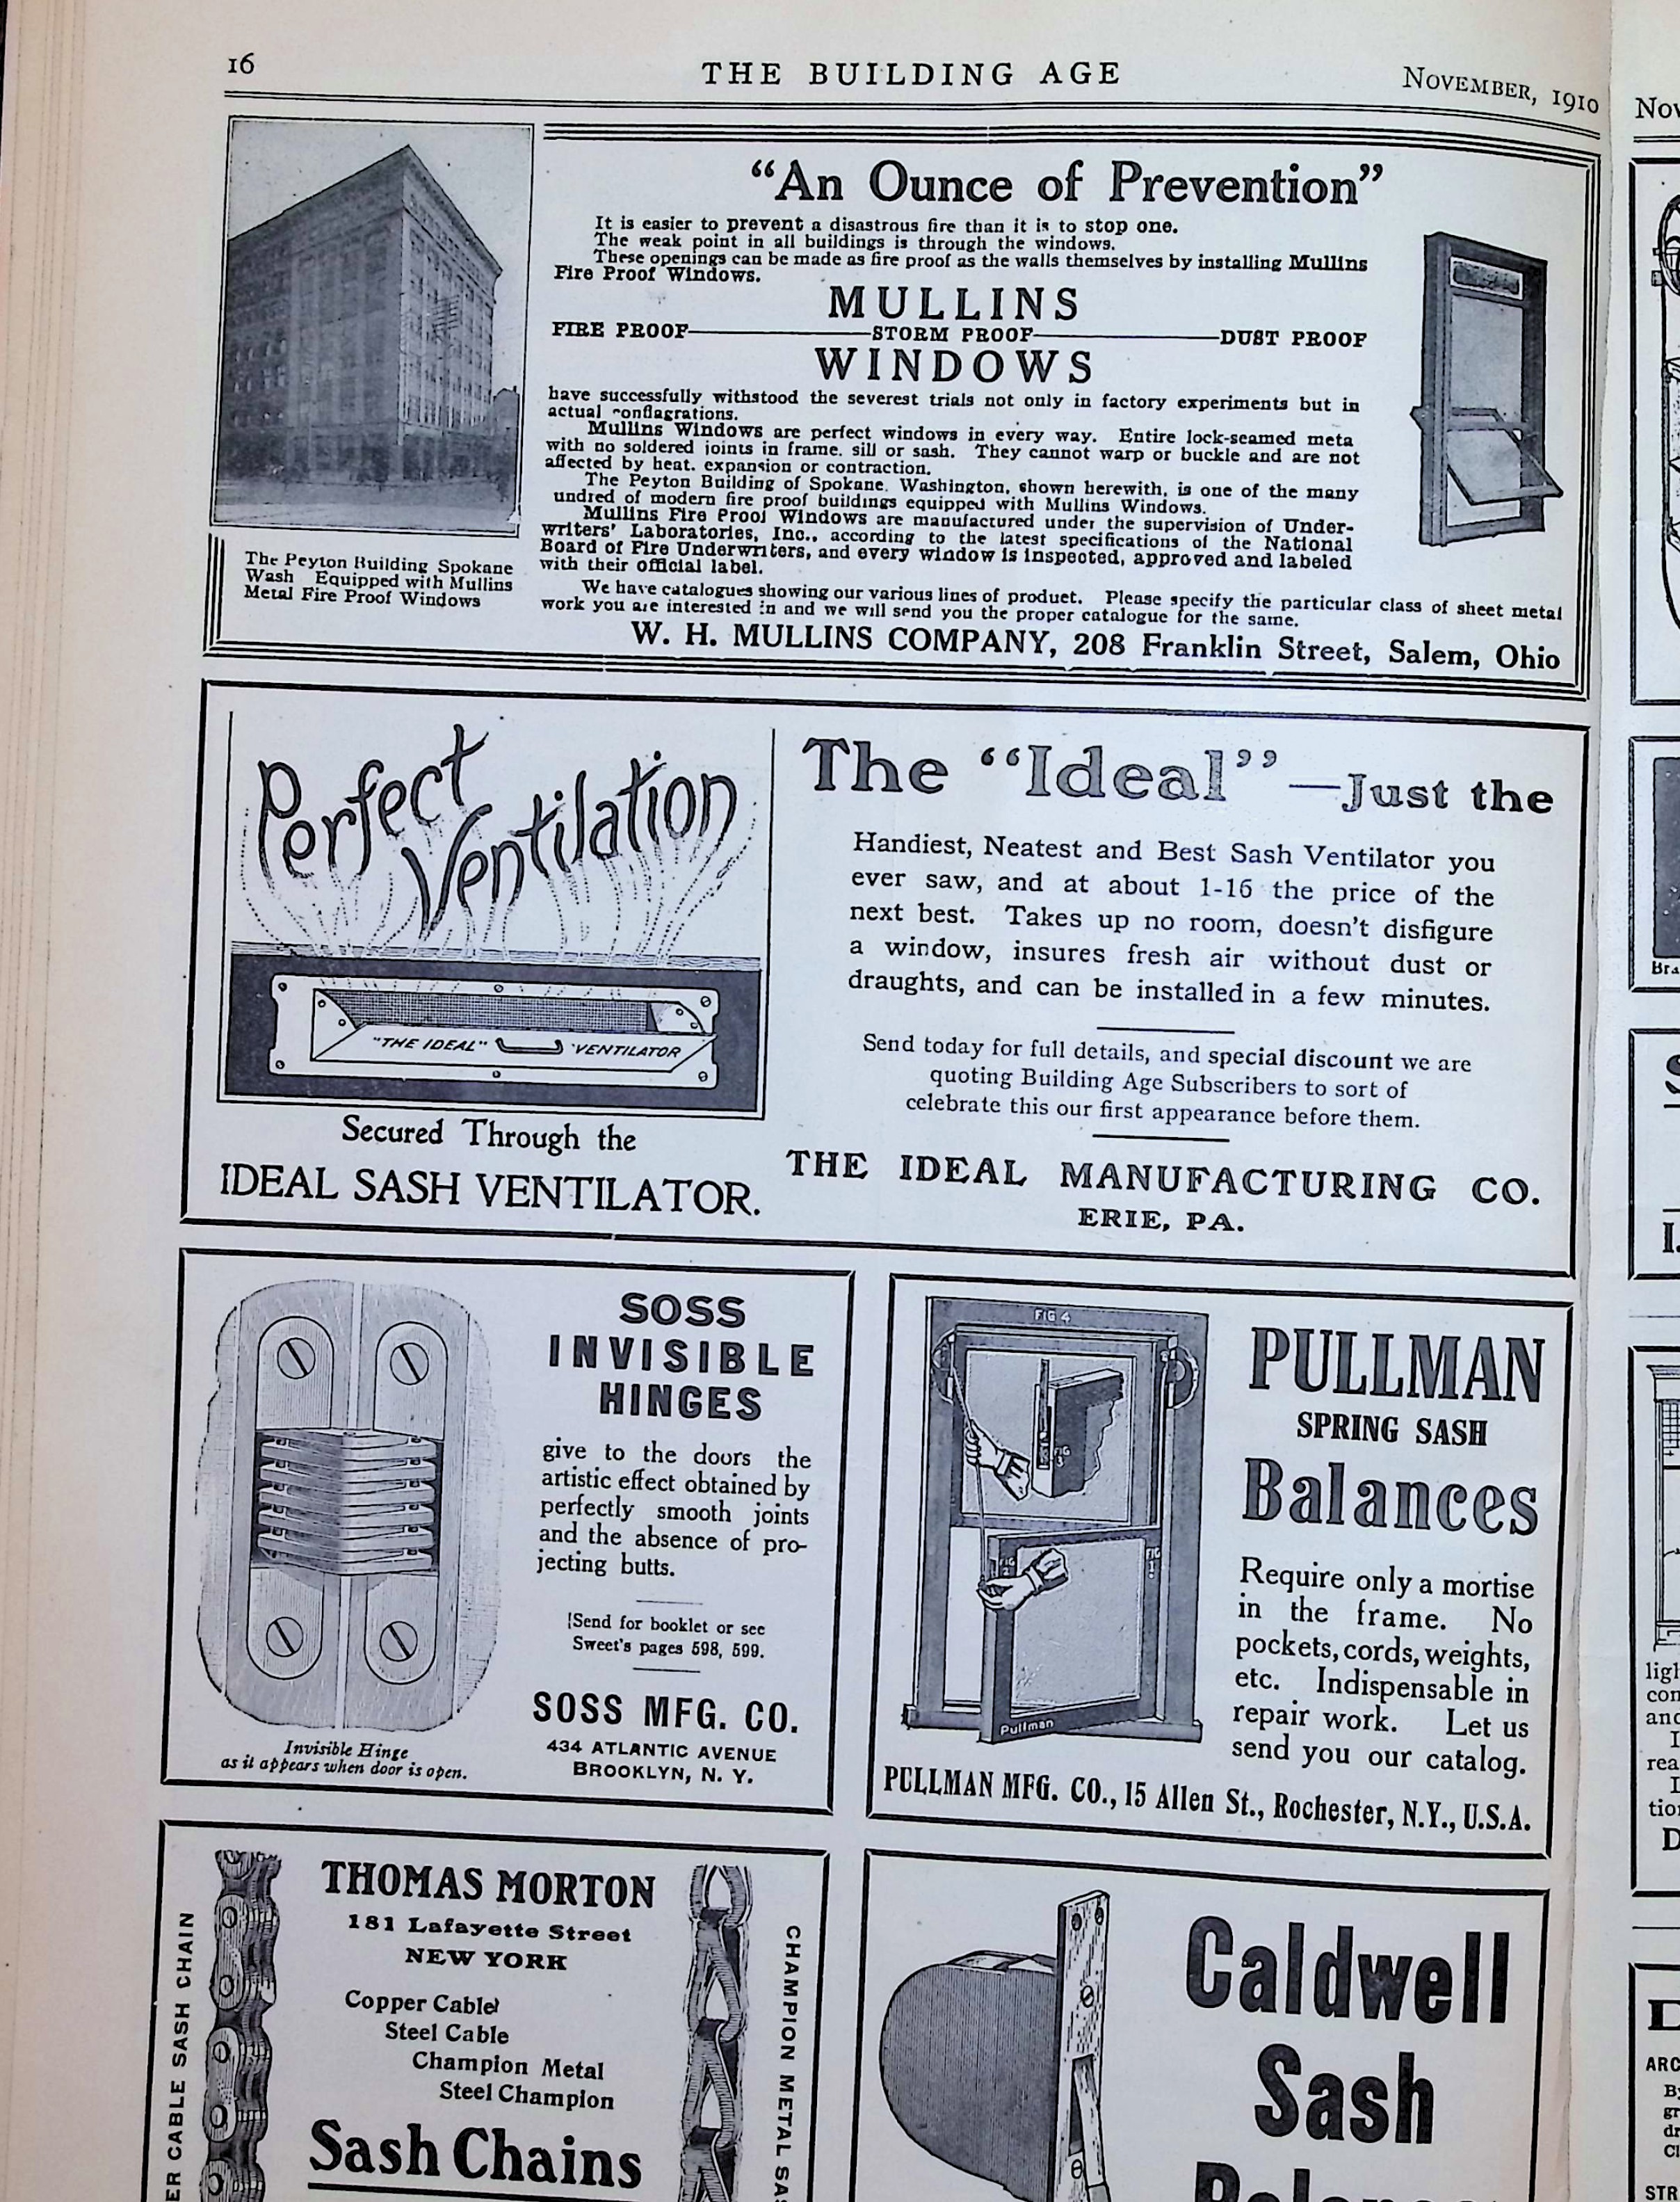 16
THE BUILDING AGE
NOVEMBER, 1910
"An Ounce of Prevention"
It is easier to prevent a disastrous fire than it is to stop one.
The weak point in all buildings is through the windows.
These openings can be made as fire proof as the walls themselves by installing Mullins
Fire Proof Windows.
MULLINS
FIRE PROOF——STORM PROOF——DUST PROOF
WINDOWS
have successfully withstood the severest trials not only in factory experiments but in
actual conflagrations.
Mullins Windows are perfect windows in every way. Entire lock-seamed meta
with no soldered joints in frame. sill or sash. They cannot warp or buckle and are not
affected by heat. expansion or contraction.
The Peyton Building of Spokane. Washington, shown herewith, is one of the many
undred of modern fire proof buildings equipped with Mullins Windows.
Mullins Fire Proof Windows are manufactured under the supervision of Under-
writers' Laboratories, Inc., according to the latest specifications of the National
Board of Fire Underwriters, and every window is inspected, approved and labeled
with their official label.
The Peyton Building Spokane
Wash Equipped with Mullins
Metal Fire Proof Windows
We have catalogues showing our various lines of product. Please specify the particular class of sheet metal
work you are interested in and we will send you the proper catalogue for the same.
W. H. MULLINS COMPANY, 208 Franklin Street, Salem, Ohio
Perfect
Ventilation
"THE IDEAL" VENTILATOR
Secured Through the
IDEAL SASH VENTILATOR.
The "Ideal"—Just the
Handiest, Neatest and Best Sash Ventilator you
ever saw, and at about 1-16 the price of the
next best. Takes up no room, doesn't disfigure
a window, insures fresh air without dust or
draughts, and can be installed in a few minutes.
Send today for full details, and special discount we are
quoting Building Age Subscribers to sort of
celebrate this our first appearance before them.
THE IDEAL MANUFACTURING CO.
ERIE, PA.
SOSS
INVISIBLE
HINGES
give to the doors the
artistic effect obtained by
perfectly smooth joints
and the absence of pro-
jecting butts.
Send for booklet or see
Sweet's pages 598, 599.
SOSS MFG. CO.
434 ATLANTIC AVENUE
BROOKLYN, N. Y.
Invisible Hinge
as it appears when door is open.
FIG 4
FIG 3
FIG
FIG 1
Pullman
PULLMAN
SPRING SASH
Balances
Require only a mortise
in the frame. No
pockets, cords, weights,
etc. Indispensable in
repair work. Let us
send you our catalog.
PULLMAN MFG. CO., 15 Allen St., Rochester, N.Y., U.S.A.
ER CABLE SASH CHAIN
THOMAS MORTON
181 Lafayette Street
NEW YORK
Copper Cable
Steel Cable
Champion Metal
Steel Champion
Sash Chains
CHAMPION METAL SAS
Caldwell
Sash